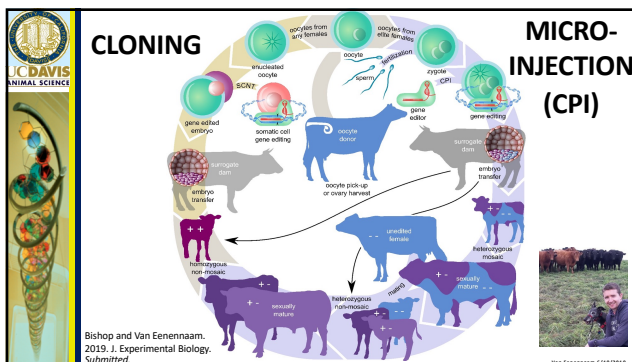 UC DAVIS
ANIMAL SCIENCE
CLONING
MICRO-
INJECTION
(CPI)
oocytes from
any females
oocytes from
elite females
enucleated
oocyte
oocyte
sperm
fertilization
zygote
SCNT
CPI
gene edited
embryo
somatic cell
gene editing
gene
editor
gene editing
surrogate
dam
embryo
transfer
oocyte
donor
oocyte pick-up
or ovary harvest
surrogate
dam
embryo
transfer
+ +
homozygous
non-mosaic
unedited
female
- -
+ -
- -
heterozygous
mosaic
+ -
+ -
sexually
mature
heterozygous
non-mosaic
mating
+ -
- -
sexually
mature
+ -
- -
+ -
Bishop and Van Eenennaam.
2019. J. Experimental Biology.
Submitted